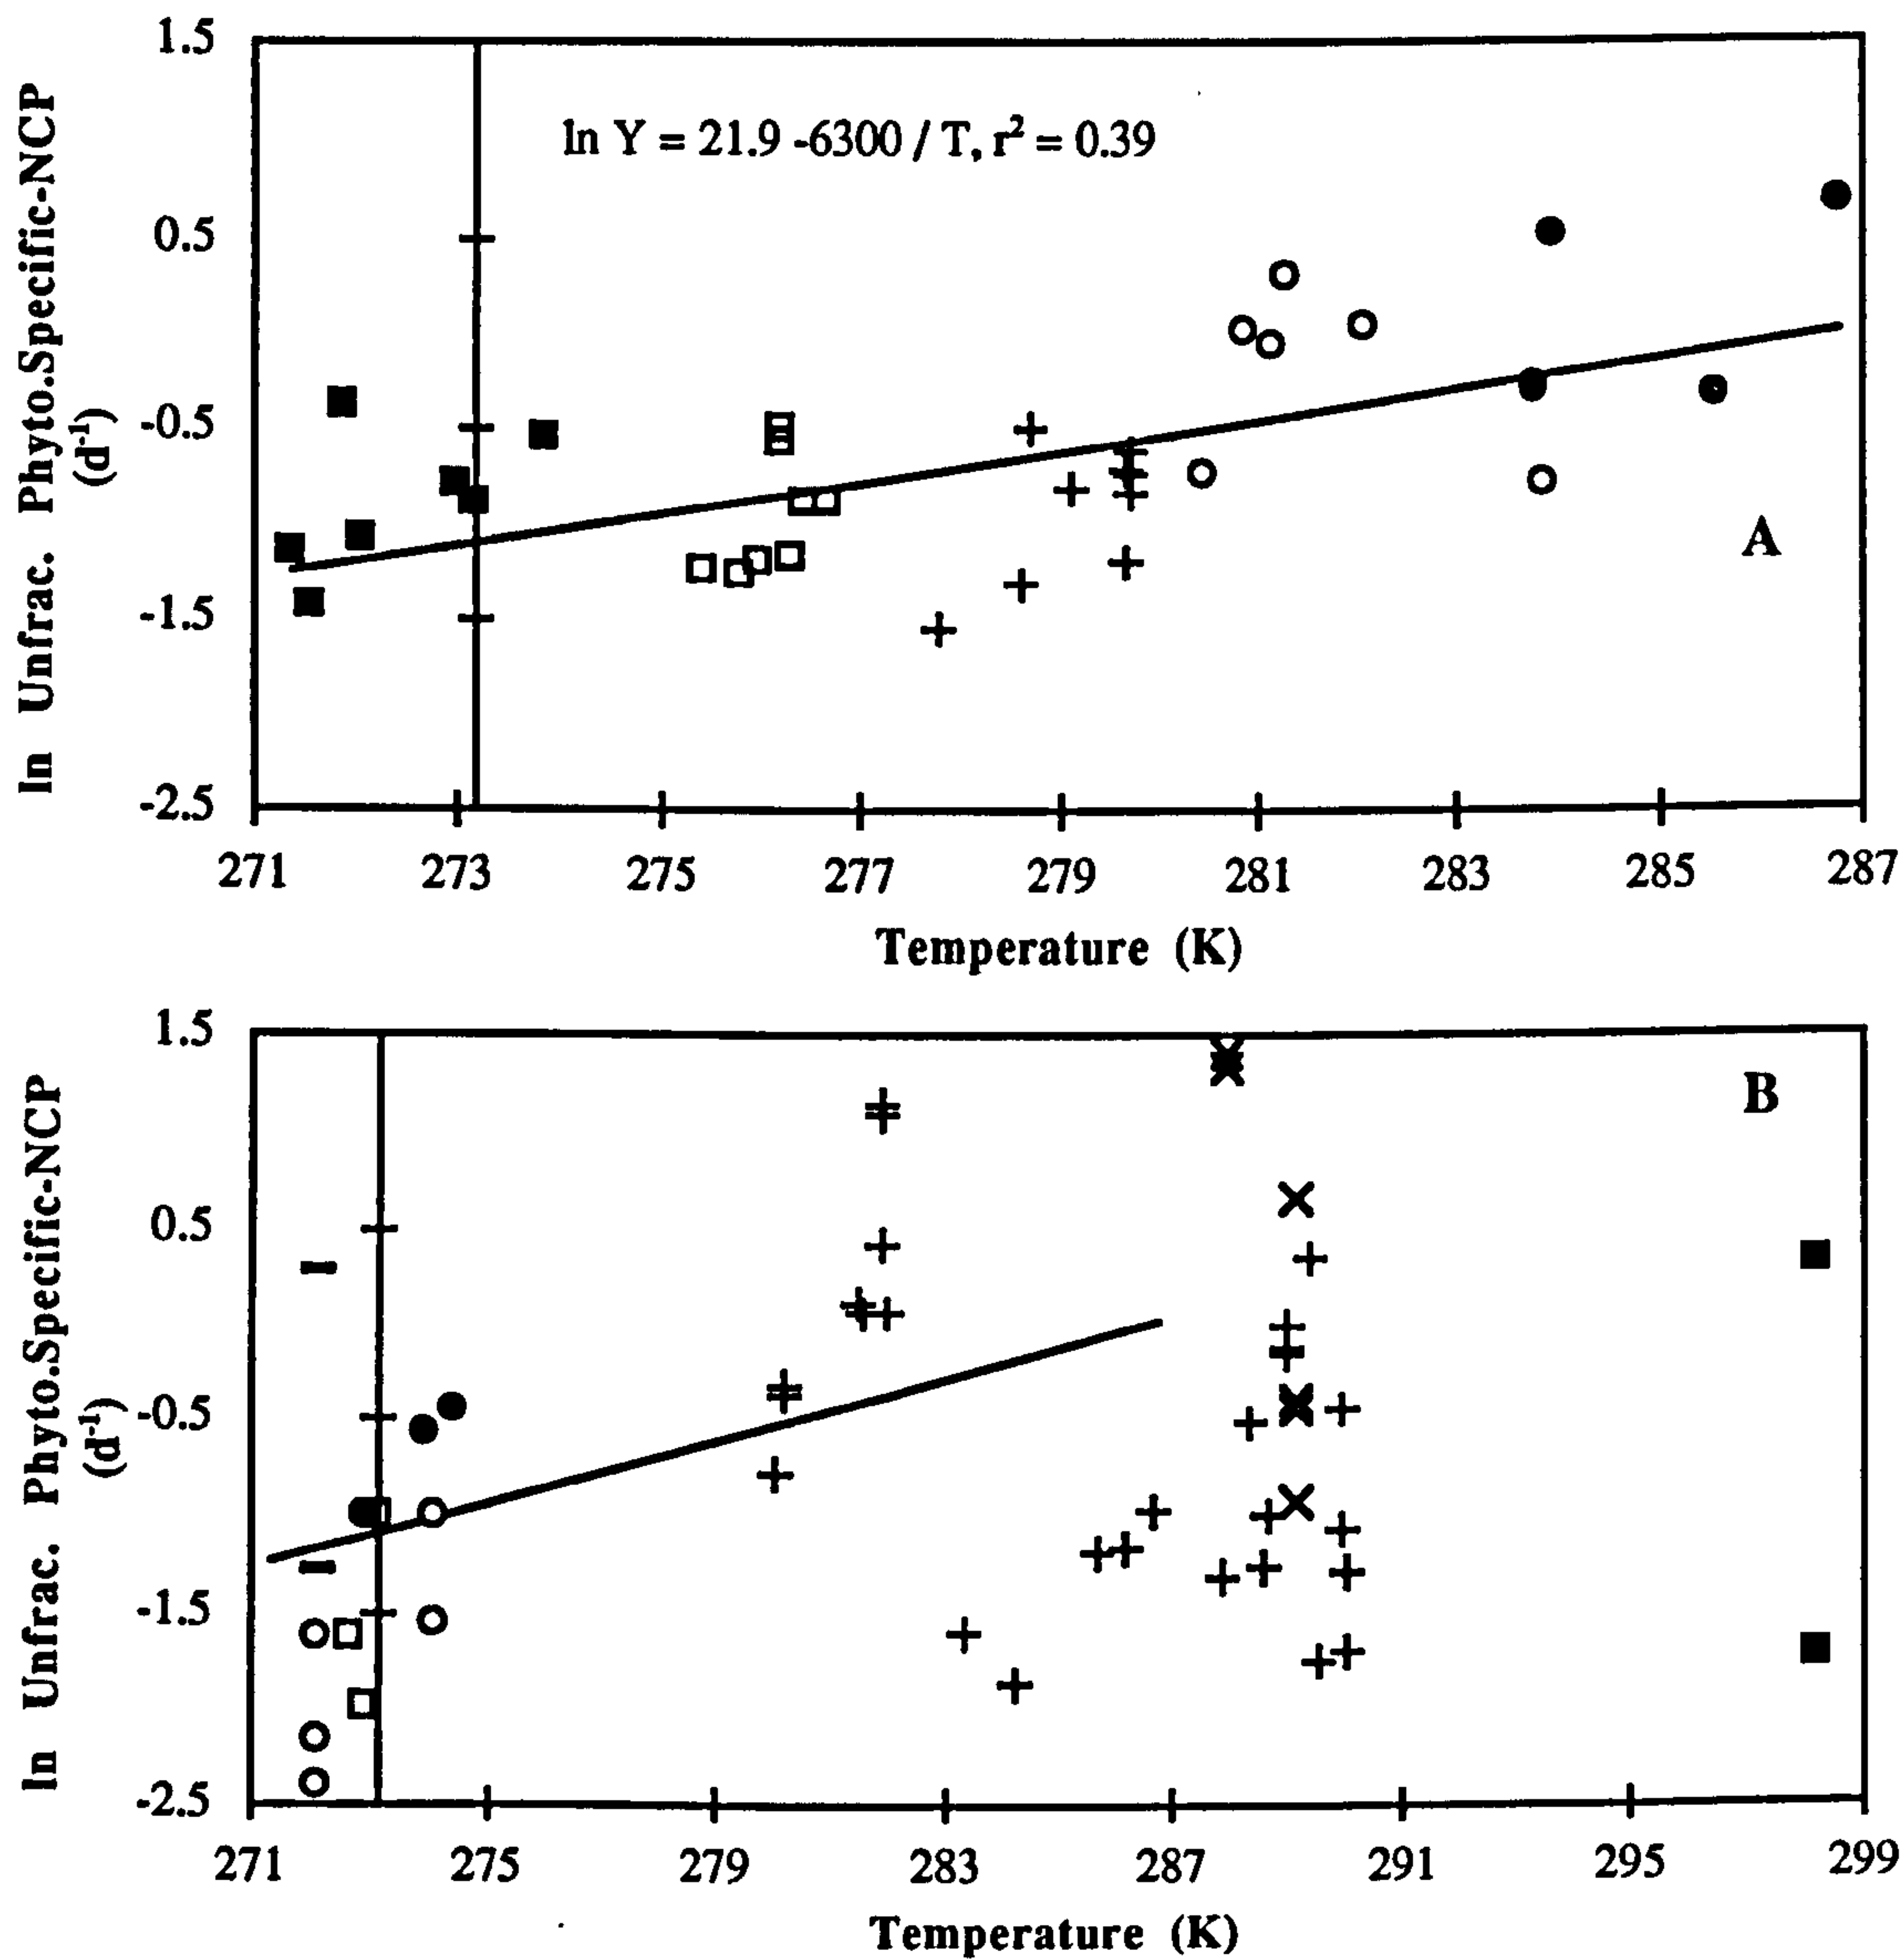 1.5
0.5
-0.5
-1.5
-2.5
ln Unfrac. Phyto.Specific-NCP
(d⁻¹)
ln Y = 21.9 -6300 / T, r² = 0.39
A
271 273 275 277 279 281 283 285 287
Temperature (K)
1.5
0.5
-0.5
-1.5
-2.5
ln Unfrac. Phyto.Specific-NCP
(d⁻¹)
B
271 275 279 283 287 291 295 299
Temperature (K)